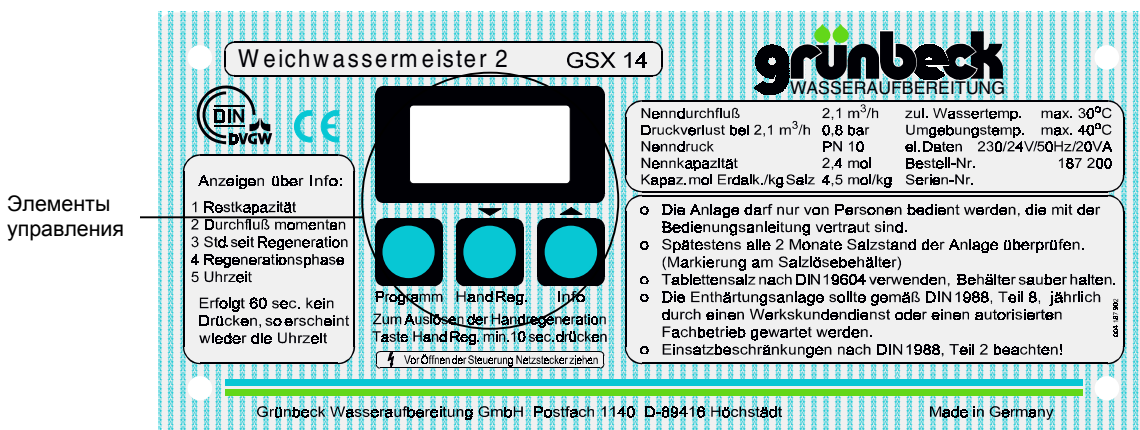 Weichwassermeister 2 GSX 14
grünbeck
WASSERAUFBEREITUNG
DIN
DVGW
CE
Nenndurchfluß 2,1 m³/h zul. Wassertemp. max. 30°C
Druckverlust bei 2,1 m³/h 0,8 bar Umgebungstemp. max. 40°C
Nenndruck PN 10 el.Daten 230/24V/50Hz/20VA
Nennkapazität 2,4 mol Bestell-Nr. 187 200
Kapaz.mol Erdalk./kg Salz 4,5 mol/kg Serien-Nr.
Элементы
управления
Anzeigen über Info:
1 Restkapazität
2 Durchfluß momentan
3 Std.seit Regeneration
4 Regenerationsphase
5 Uhrzeit
Erfolgt 60 sec. kein
Drücken, so erscheint
wieder die Uhrzeit
Programm Hand Reg. Info
Zum Auslösen der Handregeneration
Taste Hand Reg. min.10 sec.drücken
Vor Öffnen der Steuerung Netzstecker ziehen
o Die Anlage darf nur von Personen bedient werden, die mit der
Bedienungsanleitung vertraut sind.
o Spätestens alle 2 Monate Salzstand der Anlage überprüfen.
(Markierung am Salzlösebehälter)
o Tablettensalz nach DIN 19604 verwenden, Behälter sauber halten.
o Die Enthärtungsanlage sollte gemäß DIN 1988, Teil 8, jährlich
durch einen Werkskundendienst oder einen autorisierten
Fachbetrieb gewartet werden.
o Einsatzbeschränkungen nach DIN 1988, Teil 2 beachten!
Grünbeck Wasseraufbereitung GmbH Postfach 1140 D-89416 Höchstädt Made in Germany